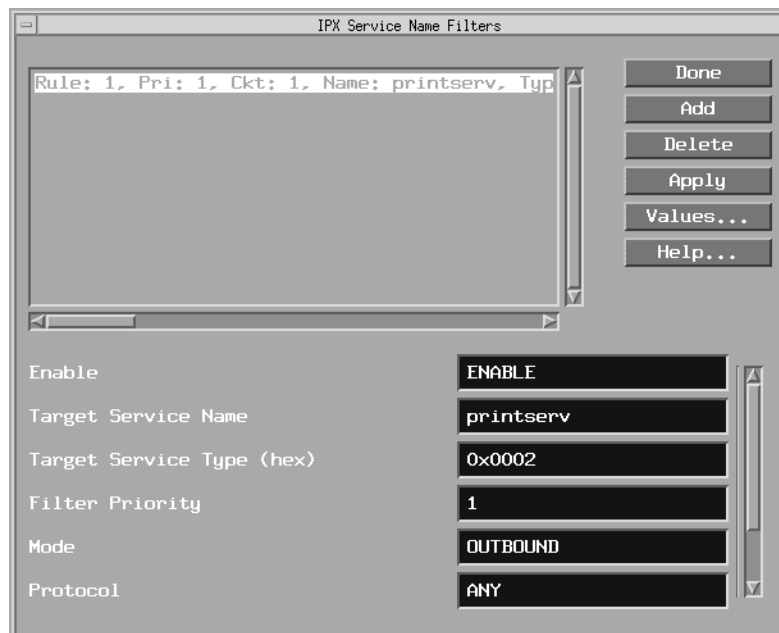 IPX Service Name Filters
Rule: 1, Pri: 1, Ckt: 1, Name: printserv, Typ
Done
Add
Delete
Apply
Values...
Help...
Enable
ENABLE
Target Service Name
printserv
Target Service Type (hex)
0x0002
Filter Priority
1
Mode
OUTBOUND
Protocol
ANY